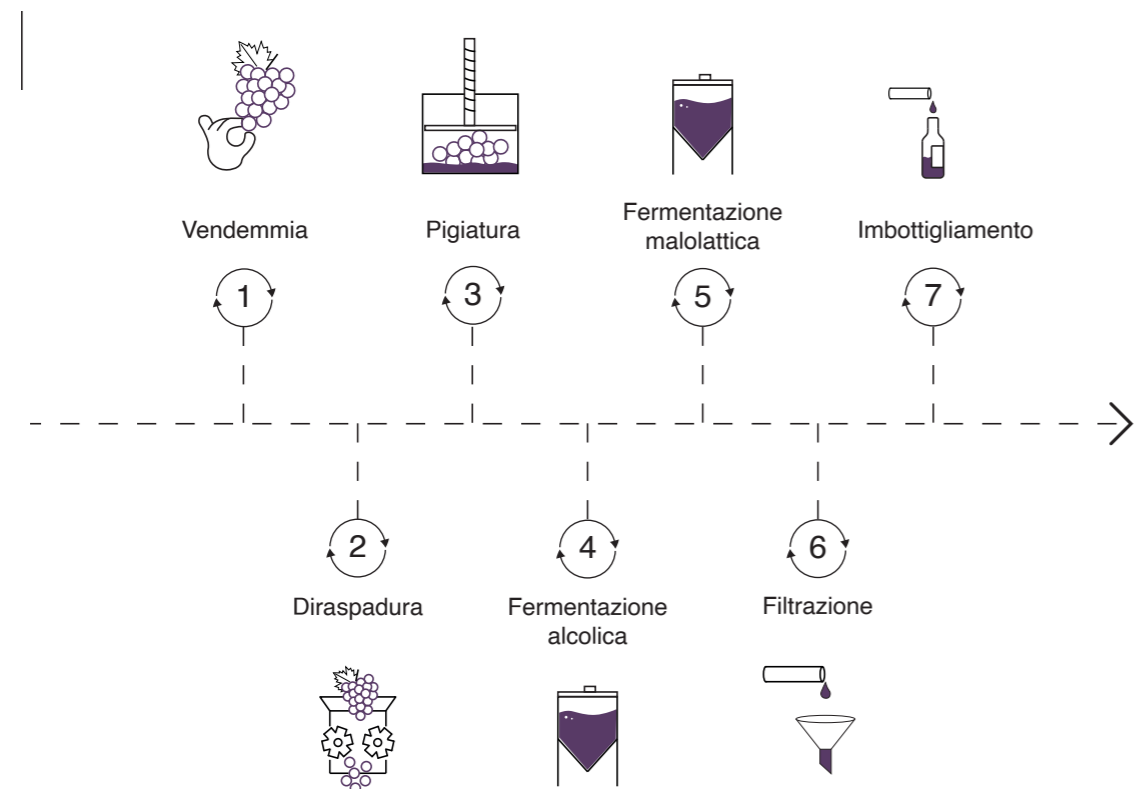 Vendemmia
1
Pigiatura
3
Fermentazione
malolattica
5
Imbottigliamento
7
2
Diraspadura
4
Fermentazione
alcolica
6
Filtrazione